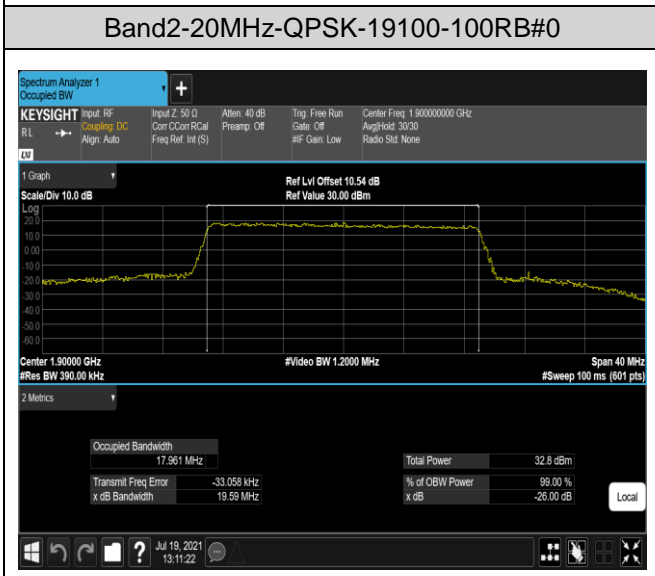 Band2-20MHz-QPSK-19100-100RB#0
Spectrum Analyzer 1
Occupied BW
KEYSIGHT Input: RF Input Z: 50 Ω Atten: 40 dB Trig: Free Run Center Freq: 1.900000000 GHz
RL Coupling: DC Corr CCorr RCal Preamp: Off Gate: Off Avg|Hold: 30/30
Align: Auto Freq Ref: Int (S) #IF Gain: Low Radio Std: None
LXI
1 Graph Ref Lvl Offset 10.54 dB
Scale/Div 10.0 dB Ref Value 30.00 dBm
Log
20.0
10.0
0.00
-10.0
-20.0
-30.0
-40.0
-50.0
-60.0
Center 1.90000 GHz #Video BW 1.2000 MHz Span 40 MHz
#Res BW 390.00 kHz #Sweep 100 ms (601 pts)
2 Metrics
Occupied Bandwidth
17.961 MHz Total Power 32.8 dBm
Transmit Freq Error -33.058 kHz % of OBW Power 99.00 %
x dB Bandwidth 19.59 MHz x dB -26.00 dB
Local
? Jul 19, 2021
13:11:22